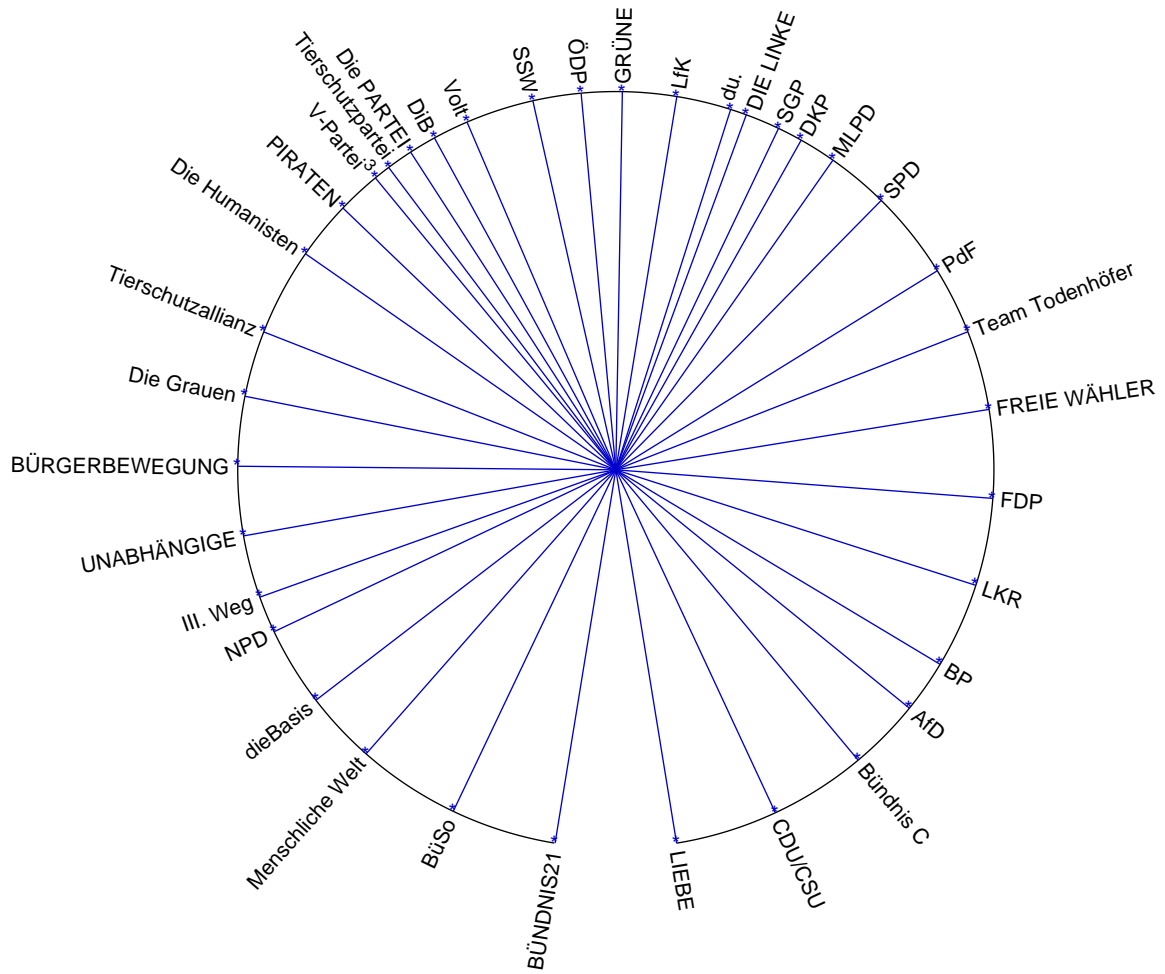 GRÜNE
LfK
du.
DIE LINKE
SGP
DKP
MLPD
SPD
PdF
Team Todenhöfer
FREIE WÄHLER
FDP
LKR
BP
AfD
Bündnis C
CDU/CSU
LIEBE
BÜNDNIS21
BüSo
Menschliche Welt
dieBasis
NPD
III. Weg
UNABHÄNGIGE
BÜRGERBEWEGUNG
Die Grauen
Tierschutzallianz
Die Humanisten
PIRATEN
V-Partei³
Tierschutzpartei
Die PARTEI
DiB
Volt
SSW
ÖDP